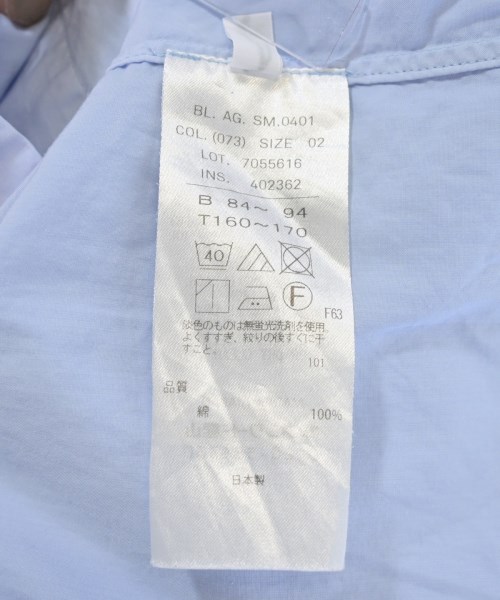 BL. AG. SM.0401
COL.(073) SIZE 02
LOT. 7055616
INS. 402362
B 84～ 94
T160～170
40
F
F63
淡色のものは無蛍光洗剤を使用。
よくすすぎ、絞りの後すぐに干
すこと。
101
品質
綿 100%
日本製